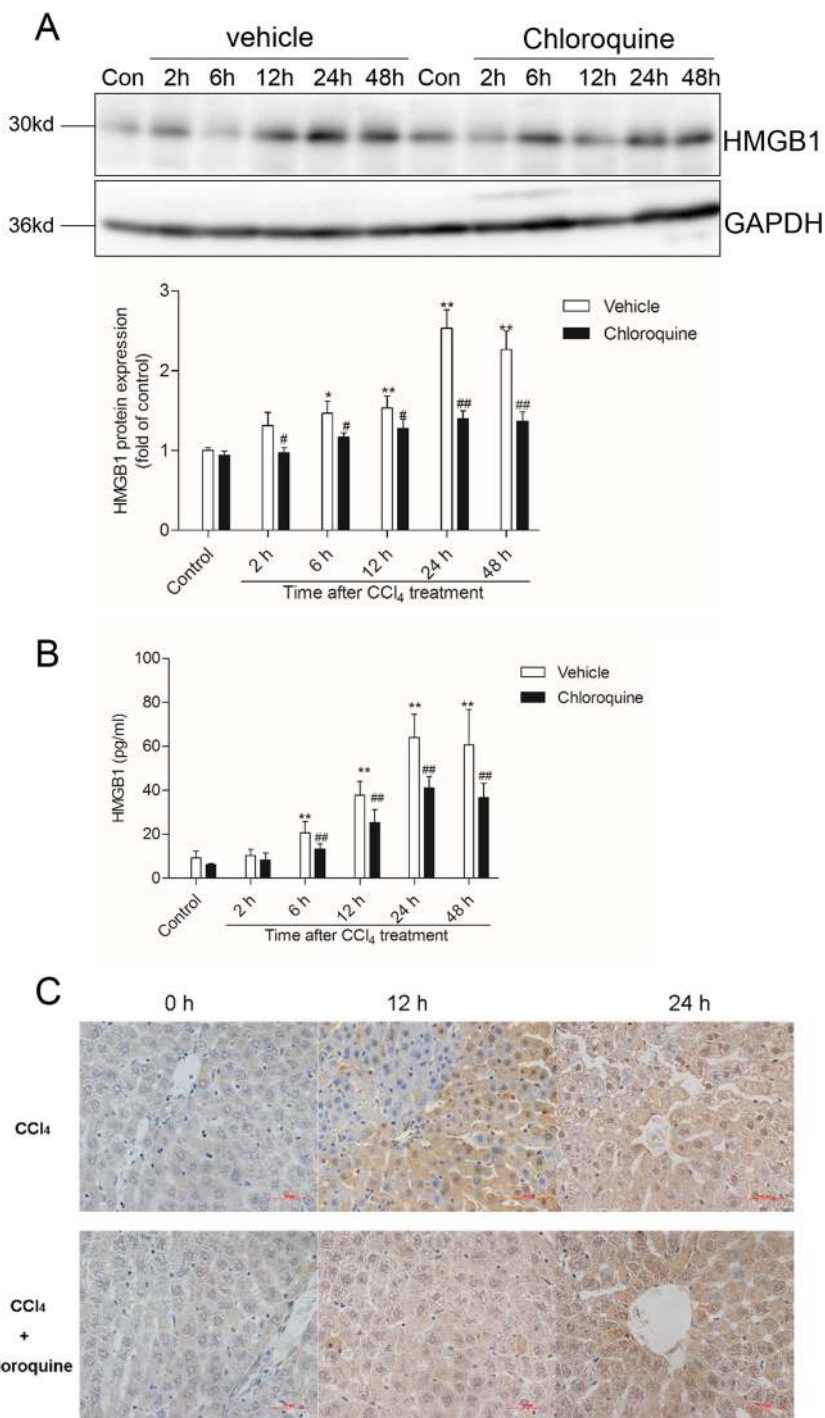 A
vehicle
Chloroquine
Con 2h 6h 12h 24h 48h Con 2h 6h 12h 24h 48h
30kd
HMGB1
36kd
GAPDH
HMGB1 protein expression
(fold of control)
3
2
1
0
Vehicle
Chloroquine
* ** ** **
# # # ## ##
Control 2 h 6 h 12 h 24 h 48 h
Time after CCl₄ treatment
B
HMGB1 (pg/ml)
100
80
60
40
20
0
Vehicle
Chloroquine
** ** ** **
## ## ## ##
Control 2 h 6 h 12 h 24 h 48 h
Time after CCl₄ treatment
C
0 h 12 h 24 h
CCl₄
CCl₄
+
oroquine